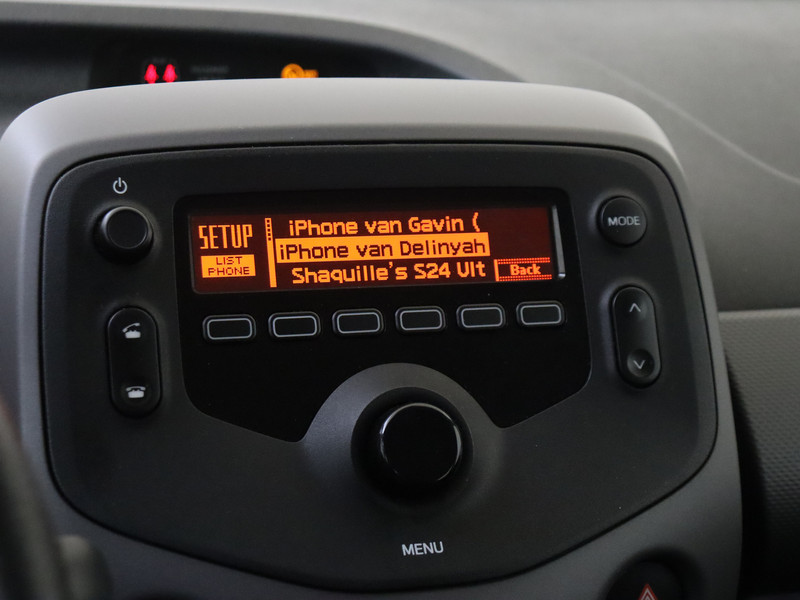 SETUP
LIST
PHONE
iPhone van Gavin (
iPhone van Delinyah
Shaquille's S24 Ult
Back
MODE
MENU